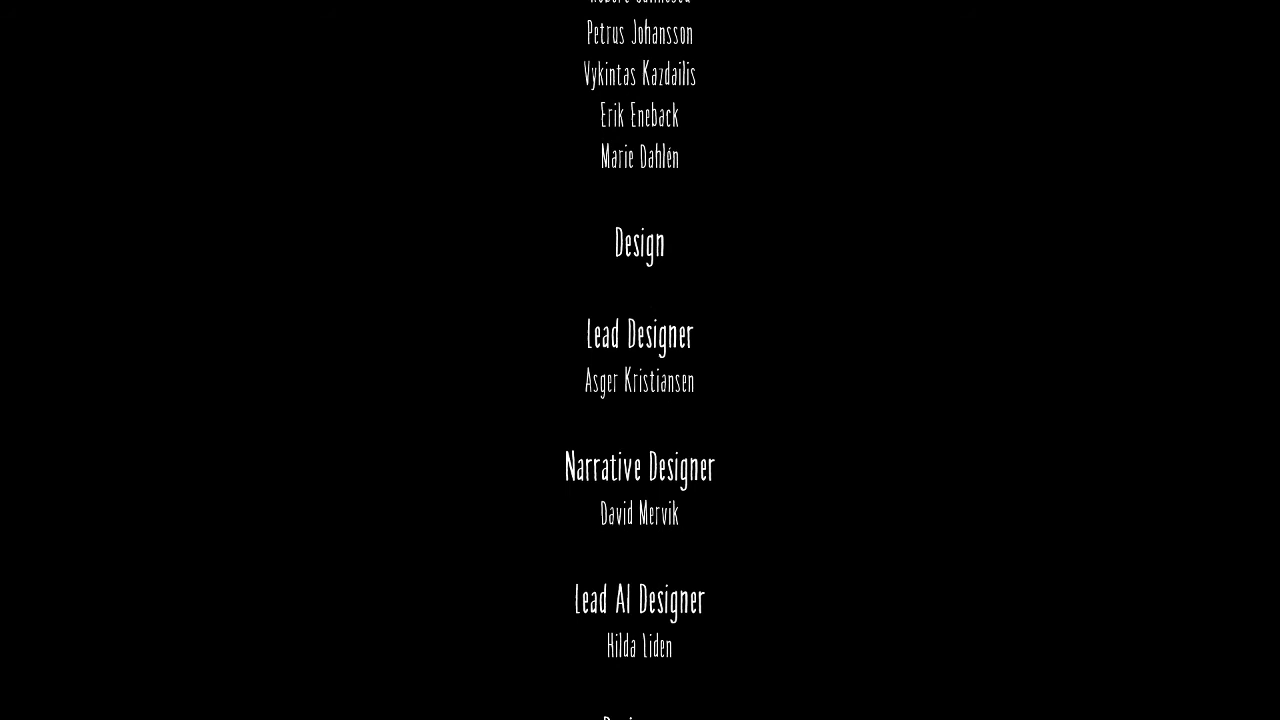 Petrus Johansson
Vykintas Kazdailis
Erik Eneback
Marie Dahlén
Design
Lead Designer
Asger Kristiansen
Narrative Designer
David Mervik
Lead AI Designer
Hilda Liden